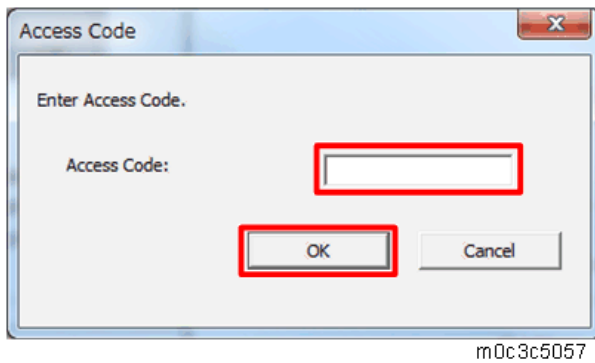 Access Code
Enter Access Code.
Access Code:
OK Cancel
m0c3c5057